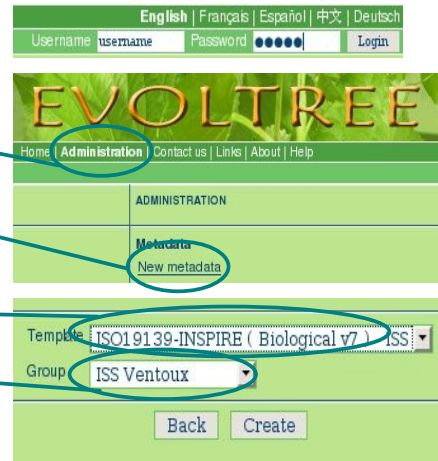 English | Français | Español | 中文 | Deutsch
Username username Password ●●●●● Login
EVOLTREE
Home | Administration | Contact us | Links | About | Help
ADMINISTRATION
Metadata
New metadata
Template ISO19139-INSPIRE ( Biological v7 ) ISS
Group ISS Ventoux
Back Create